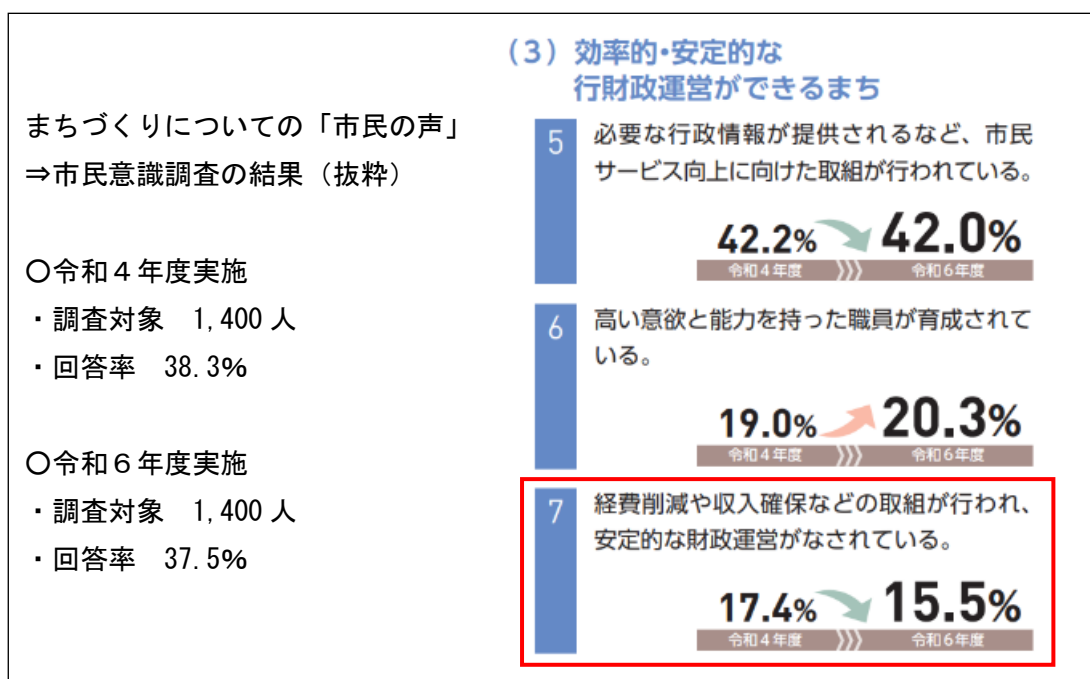 まちづくりについての「市民の声」
⇒市民意識調査の結果（抜粋）
〇令和４年度実施
・調査対象　1,400 人
・回答率　38.3％
〇令和６年度実施
・調査対象　1,400 人
・回答率　37.5％
（３）効率的・安定的な
行財政運営ができるまち
5
必要な行政情報が提供されるなど、市民
サービス向上に向けた取組が行われている。
42.2% 42.0%
令和４年度 》》 令和６年度
6
高い意欲と能力を持った職員が育成されて
いる。
19.0% 20.3%
令和４年度 》》 令和６年度
7
経費削減や収入確保などの取組が行われ、
安定的な財政運営がなされている。
17.4% 15.5%
令和４年度 》》 令和６年度